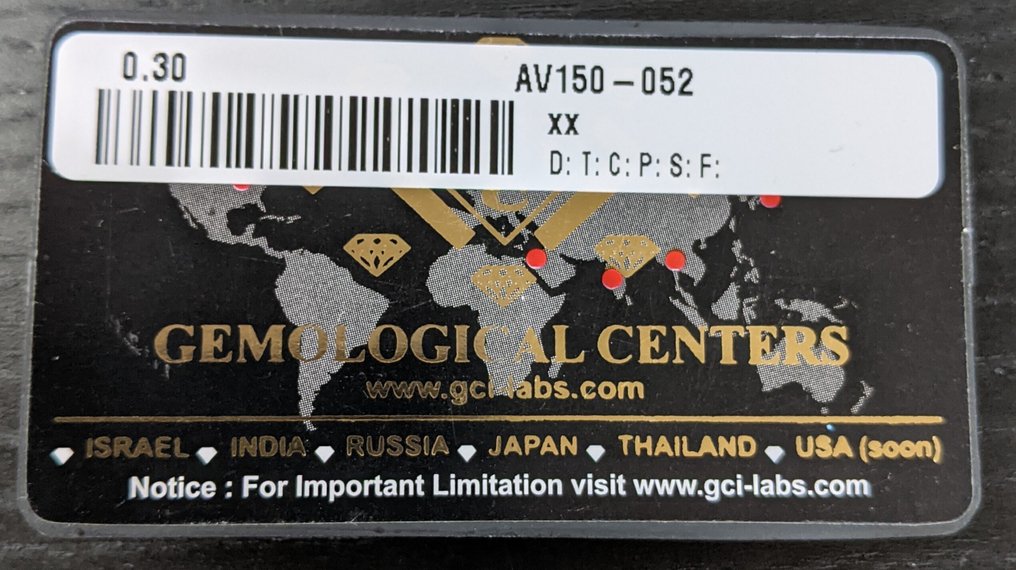 0.30
AV150-052
XX
D: T: C: P: S: F:
C
GEMOLOGICAL CENTERS
www.gci-labs.com
ISRAEL INDIA RUSSIA JAPAN THAILAND USA (soon)
Notice : For Important Limitation visit www.gci-labs.com